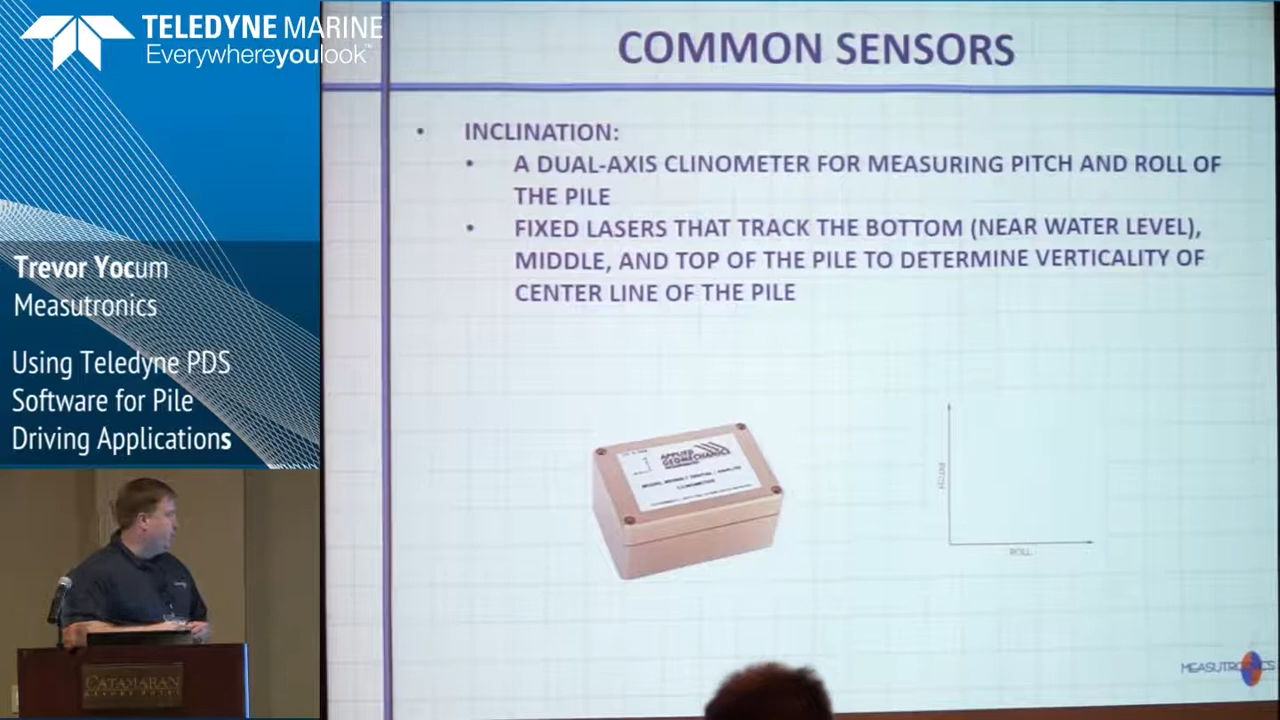 TELEDYNE MARINE
Everywhereyoulook™
Trevor Yocum
Measutronics
Using Teledyne PDS
Software for Pile
Driving Applications
CATAMARAN
COMMON SENSORS
• INCLINATION:
• A DUAL-AXIS CLINOMETER FOR MEASURING PITCH AND ROLL OF
THE PILE
• FIXED LASERS THAT TRACK THE BOTTOM (NEAR WATER LEVEL),
MIDDLE, AND TOP OF THE PILE TO DETERMINE VERTICALITY OF
CENTER LINE OF THE PILE
APPLIED
GEOMECHANICS
CLINOMETER
PITCH
ROLL
MEASUTRONICS